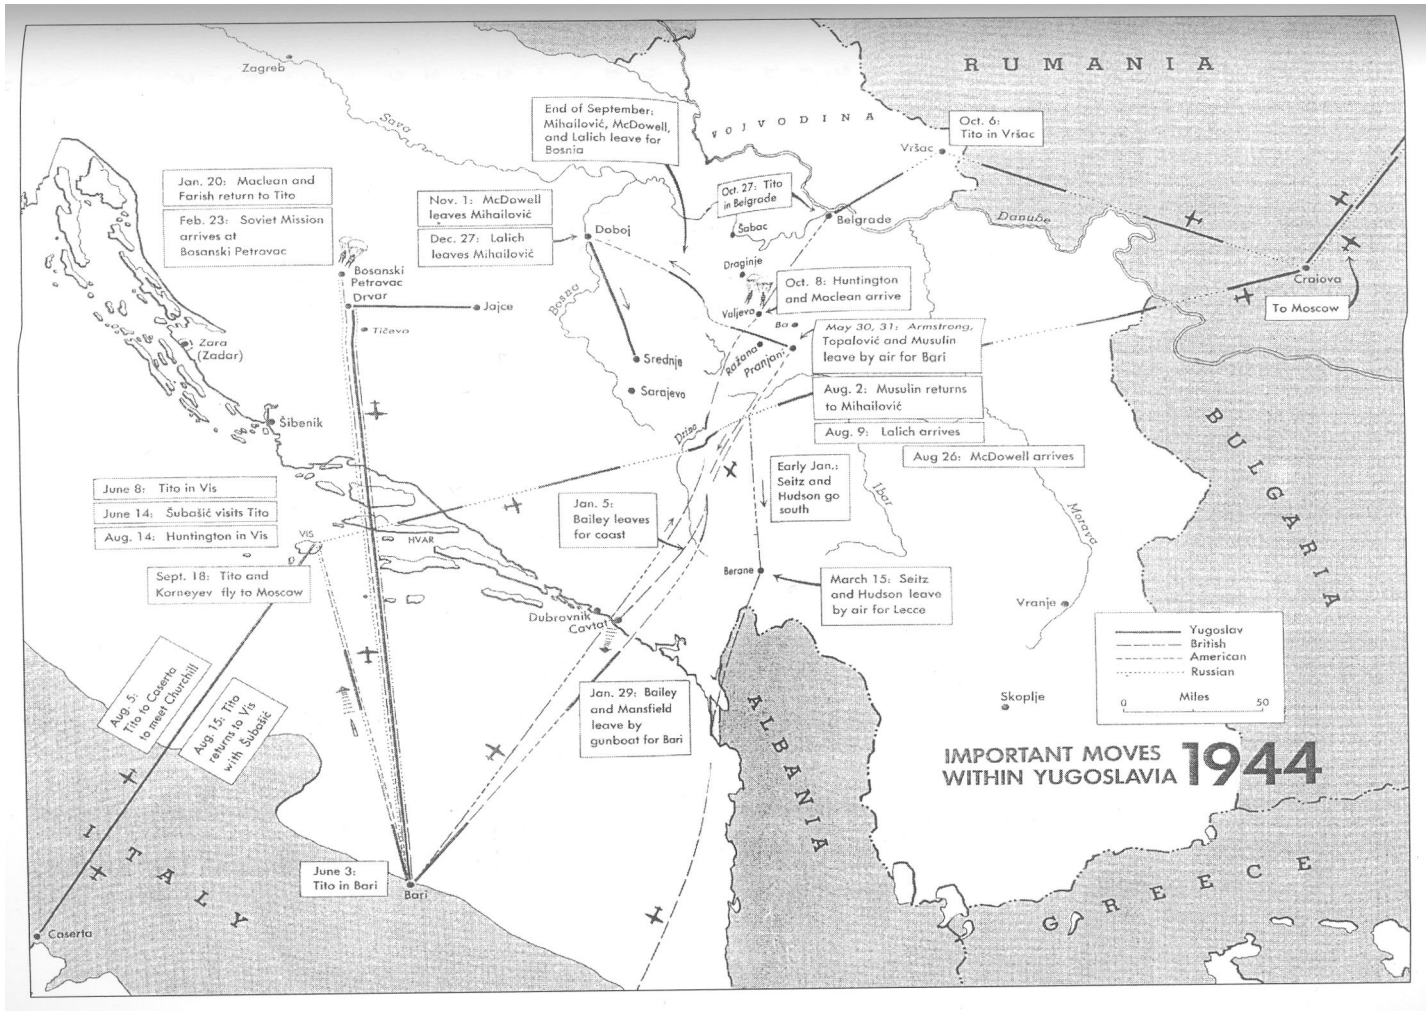 RUMANIA
Zagreb
Sava
End of September:
Mihailović, McDowell,
and Lalich leave for
Bosnia
VOJVODINA
Oct. 6:
Tito in Vršac
Vršac
Jan. 20: Maclean and
Farish return to Tito
Feb. 23: Soviet Mission
arrives at
Bosanski Petrovac
Nov. 1: McDowell
leaves Mihailović
Dec. 27: Lalich
leaves Mihailović
Oct. 27: Tito
in Belgrade
Belgrade
Danube
Doboj
Šabac
Draginje
Bosanski
Petrovac
Drvar
Jajce
Tičevo
Bosna
Oct. 8: Huntington
and Maclean arrive
Valjevo
Ba
Craiova
To Moscow
May 30, 31: Armstrong,
Topalović and Musulin
leave by air for Bari
Ražana
Pranjani
Zara
(Zadar)
Srednje
Sarajevo
Aug. 2: Musulin returns
to Mihailović
Aug. 9: Lalich arrives
Aug 26: McDowell arrives
Šibenik
Drina
BULGARIA
Early Jan.:
Seitz and
Hudson go
south
Ibar
Morava
June 8: Tito in Vis
June 14: Šubašić visits Tito
Aug. 14: Huntington in Vis
VIS
HVAR
Jan. 5:
Bailey leaves
for coast
Sept. 18: Tito and
Korneyev fly to Moscow
Berane
March 15: Seitz
and Hudson leave
by air for Lecce
Vranje
Dubrovnik
Cavtat
Yugoslav
British
American
Russian
0 Miles 50
Aug. 5:
Tito to Caserta
to meet Churchill
Aug. 15: Tito
returns to Vis
with Šubašić
Jan. 29: Bailey
and Mansfield
leave by
gunboat for Bari
Skoplje
ALBANIA
IMPORTANT MOVES
WITHIN YUGOSLAVIA 1944
ITALY
June 3:
Tito in Bari
Bari
GREECE
Caserta